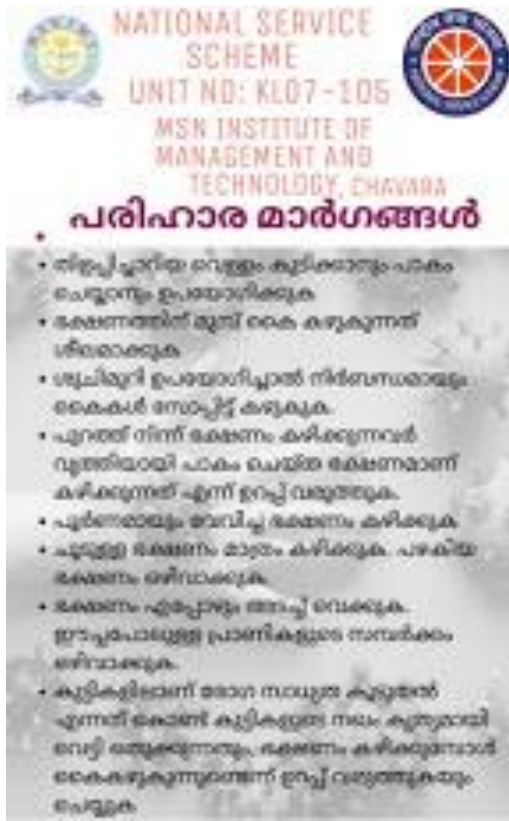 NATIONAL SERVICE
SCHEME
UNIT NO: KL07-105
MSN INSTITUTE OF
MANAGEMENT AND
TECHNOLOGY, CHAVARA
പരിഹാര മാർഗങ്ങൾ
• തിളപ്പിച്ചാറിയ വെള്ളം കുടിക്കാനും പാകം
ചെയ്യാനും ഉപയോഗിക്കുക
• ഭക്ഷണത്തിന് മുമ്പ് കൈ കഴുകുന്നത്
ശീലമാക്കുക
• ശുചിമുറി ഉപയോഗിച്ചാൽ നിർബന്ധമായും
കൈകൾ സോപ്പിട്ട് കഴുകുക.
• പുറത്ത് നിന്ന് ഭക്ഷണം കഴിക്കുന്നവർ
വൃത്തിയായി പാകം ചെയ്ത ഭക്ഷണമാണ്
കഴിക്കുന്നത് എന്ന് ഉറപ്പ് വരുത്തുക.
• പൂർണമായും വേവിച്ച ഭക്ഷണം കഴിക്കുക
• ചൂടുള്ള ഭക്ഷണം മാത്രം കഴിക്കുക. പഴകിയ
ഭക്ഷണം ഒഴിവാക്കുക.
• ഭക്ഷണം എപ്പോഴും അടച്ച് വെക്കുക.
ഈച്ചപോലുള്ള പ്രാണികളുടെ സമ്പർക്കം
ഒഴിവാക്കുക.
• കുട്ടികളിലാണ് രോഗ സാധ്യത കൂടുതൽ
എന്നത് കൊണ്ട് കുട്ടികളുടെ നഖം കൃത്യമായി
വെട്ടി ഒതുക്കുന്നതും, ഭക്ഷണം കഴിക്കുമ്പോൾ
കൈകഴുകുന്നുണ്ടെന്ന് ഉറപ്പ് വരുത്തുകയും
ചെയ്യുക